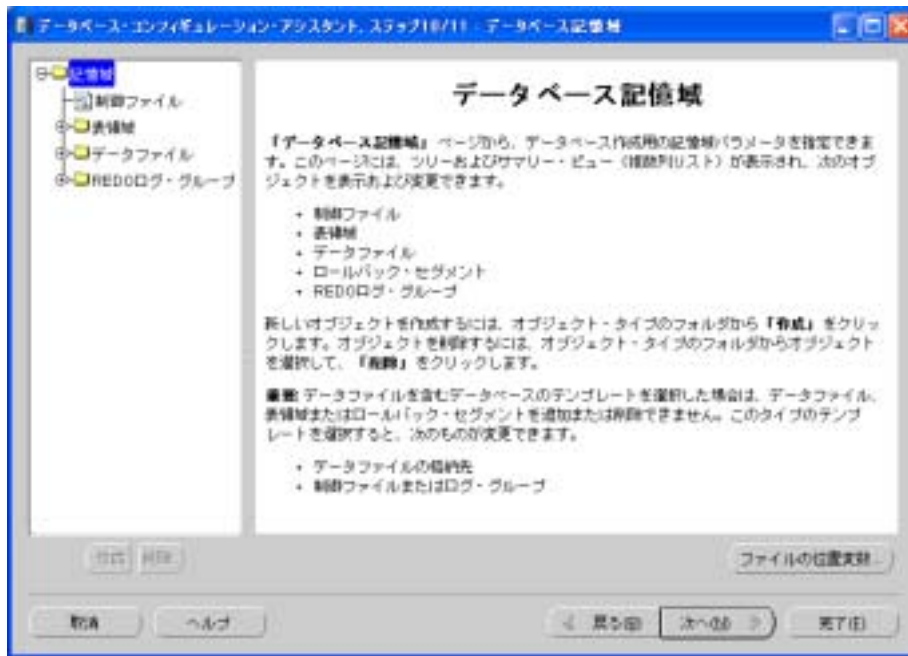 データベース・コンフィギュレーション・アシスタント, ステップ10/11 : データベース記憶域
記憶域
制御ファイル
表領域
データファイル
REDOログ・グループ
データベース記憶域
「データベース記憶域」ページから、データベース作成用の記憶域パラメータを指定できま
す。このページには、ツリーおよびサマリー・ビュー（複数列リスト）が表示され、次のオブ
ジェクトを表示および変更できます。
• 制御ファイル
• 表領域
• データファイル
• ロールバック・セグメント
• REDOログ・グループ
新しいオブジェクトを作成するには、オブジェクト・タイプのフォルダから「作成」をクリッ
クします。オブジェクトを削除するには、オブジェクト・タイプのフォルダからオブジェクト
を選択して、「削除」をクリックします。
重要: データファイルを含むデータベースのテンプレートを選択した場合は、データファイル、
表領域またはロールバック・セグメントを追加または削除できません。このタイプのテンプ
レートを選択すると、次のものが変更できます。
• データファイルの格納先
• 制御ファイルまたはログ・グループ
作成 削除
ファイルの位置変数...
取消 ヘルプ 戻る(B) 次へ(N) 完了(F)